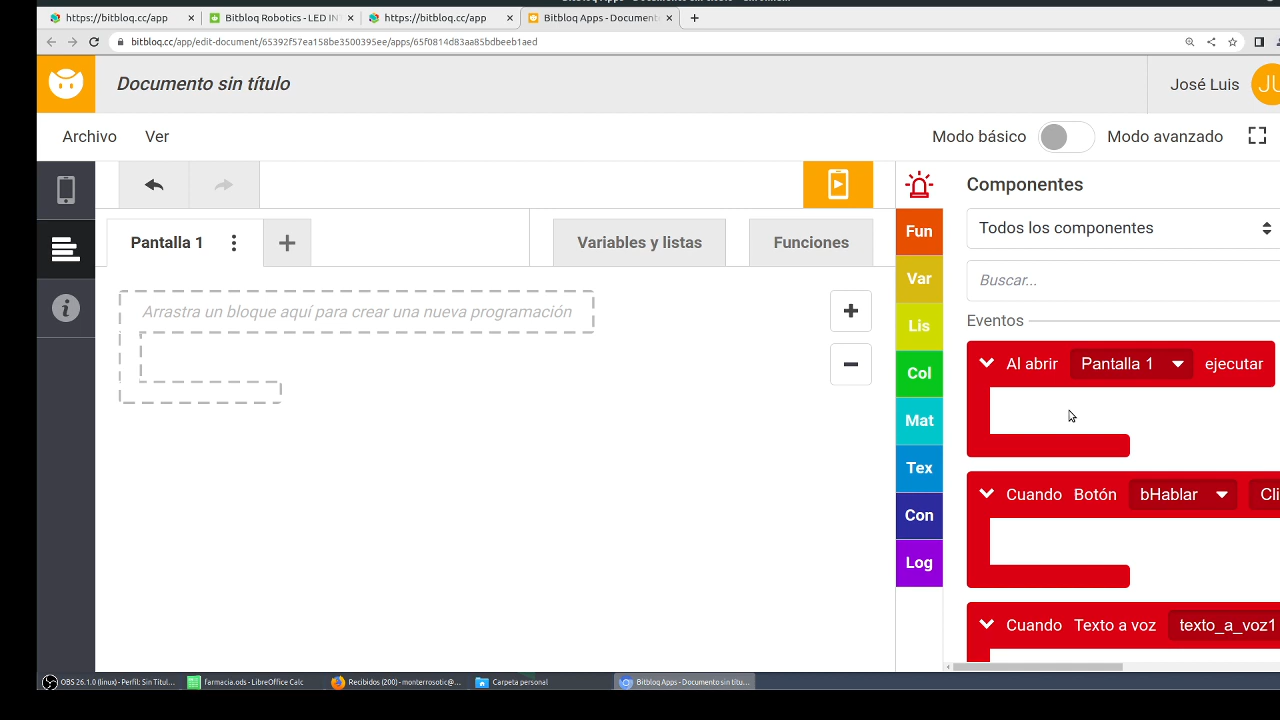 https://bitbloq.cc/app
Bitbloq Robotics - LED IN
https://bitbloq.cc/app
Bitbloq Apps - Document
bitbloq.cc/app/edit-document/65392f57ea158be3500395ee/apps/65f0814d83aa85bdbeeb1aed
Documento sin título
José Luis
JU
Archivo Ver
Modo básico
Modo avanzado
Componentes
Pantalla 1
Variables y listas
Funciones
Fun
Var
Lis
Col
Mat
Tex
Con
Log
Todos los componentes
Buscar...
Arrastra un bloque aquí para crear una nueva programación
Eventos
Al abrir Pantalla 1 ejecutar
Cuando Botón bHablar Cli
Cuando Texto a voz texto_a_voz1
OBS 26.1.0 (linux) - Perfil: Sin Titul...
farmacia.ods - LibreOffice Calc
Recibidos (200) - monterrosotic@...
Carpeta personal
Bitbloq Apps - Documento sin títu...